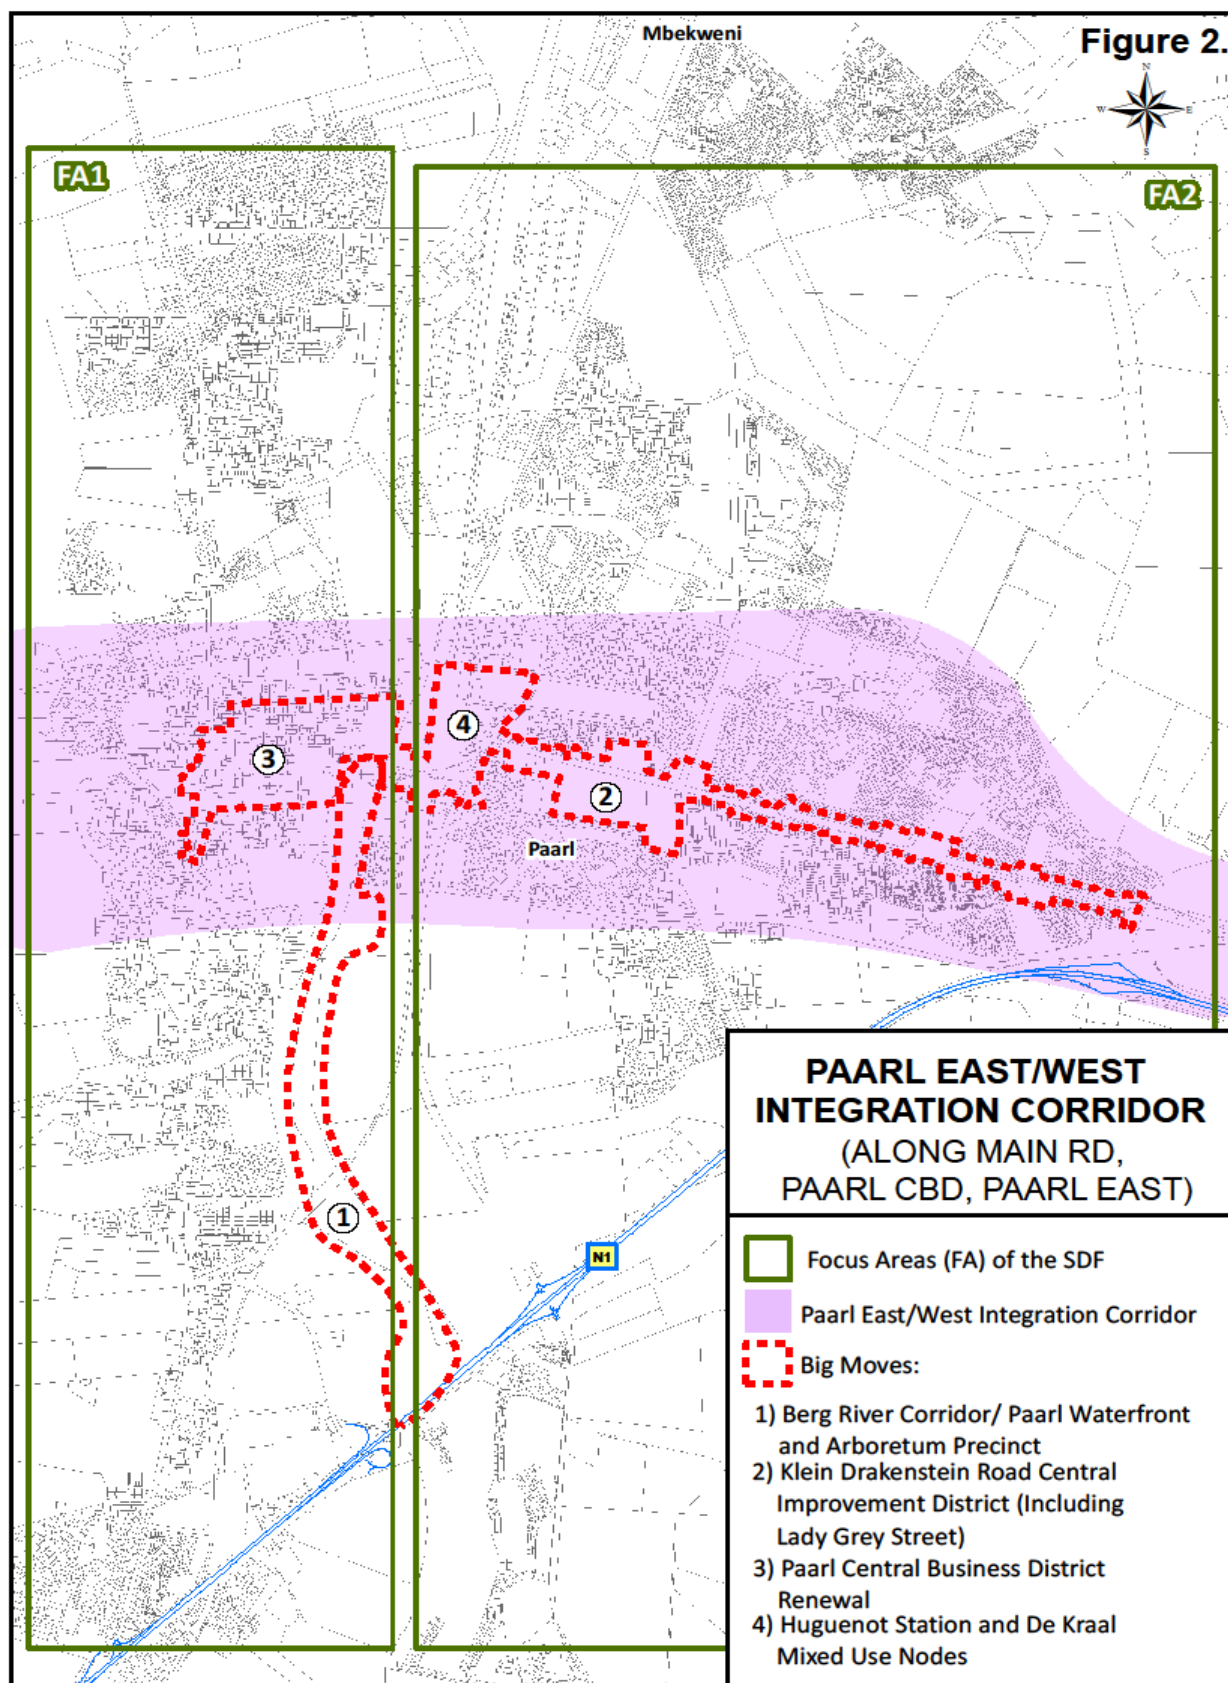 Mbekweni
Figure 2.
N
W E
S
FA1
FA2
3
4
2
Paarl
1
N1
PAARL EAST/WEST
INTEGRATION CORRIDOR
(ALONG MAIN RD,
PAARL CBD, PAARL EAST)
Focus Areas (FA) of the SDF
Paarl East/West Integration Corridor
Big Moves:
1) Berg River Corridor/ Paarl Waterfront
and Arboretum Precinct
2) Klein Drakenstein Road Central
Improvement District (Including
Lady Grey Street)
3) Paarl Central Business District
Renewal
4) Huguenot Station and De Kraal
Mixed Use Nodes